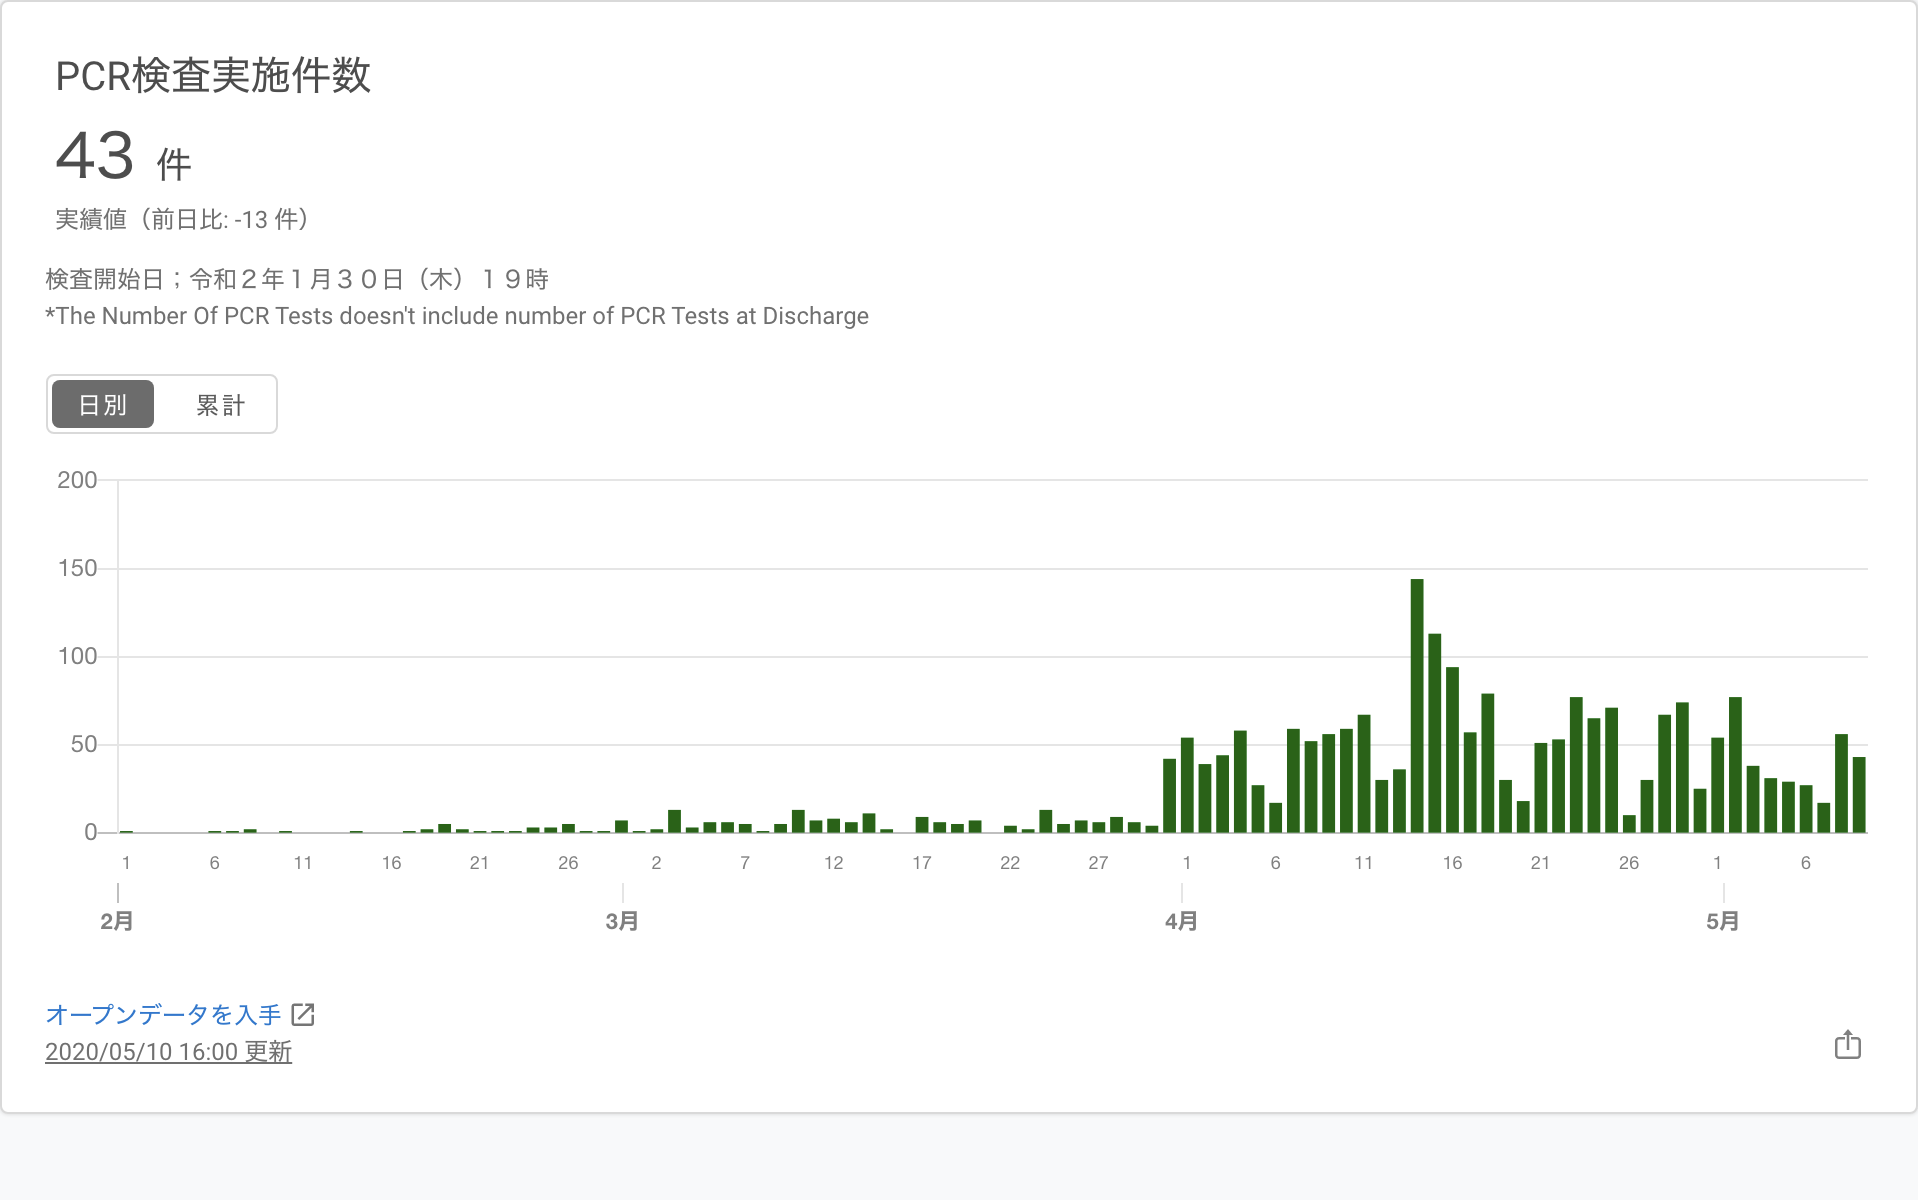 PCR検査実施件数
43 件
実績値（前日比: -13 件）
検査開始日；令和２年１月３０日（木）１９時
*The Number Of PCR Tests doesn't include number of PCR Tests at Discharge
日別 累計
200
150
100
50
0
1 6 11 16 21 26 2 7 12 17 22 27 1 6 11 16 21 26 1 6
2月 3月 4月 5月
オープンデータを入手
2020/05/10 16:00 更新